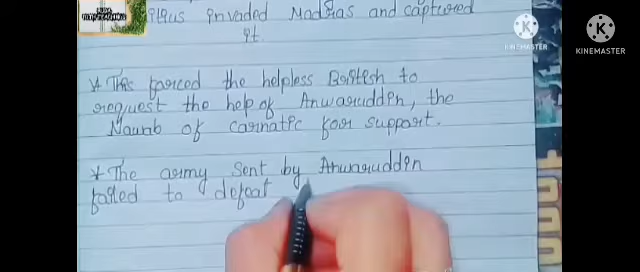 invaded Madras and captured
it
* This forced the helpless British to
request the help of Anwaruddin, the
Nawab of carnatic for support.
* The army sent by Anwaruddin
failed to defeat
KINEMASTER
KINEMASTER